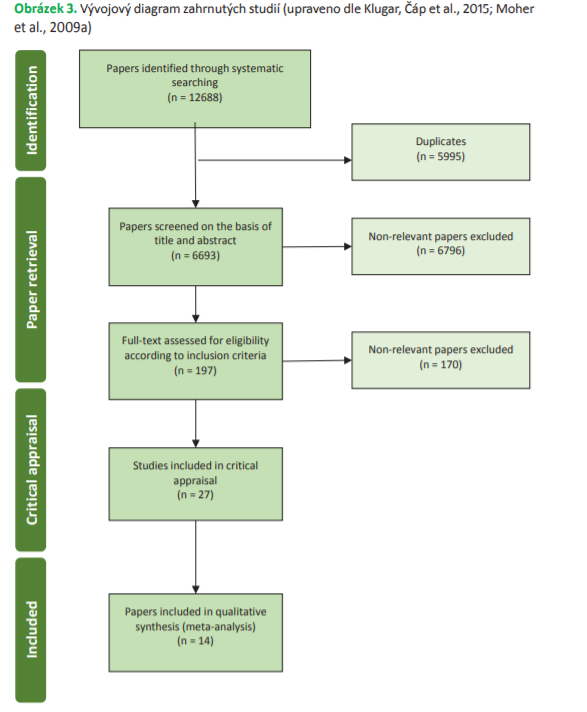 Obrázek 3. Vývojový diagram zahrnutých studií (upraveno dle Klugar, Čáp et al., 2015; Moher
et al., 2009a)
Identification
Papers identified through systematic
searching
(n = 12688)
Duplicates
(n = 5995)
Paper retrieval
Papers screened on the basis of
title and abstract
(n = 6693)
Non-relevant papers excluded
(n = 6796)
Full-text assessed for eligibility
according to inclusion criteria
(n = 197)
Non-relevant papers excluded
(n = 170)
Critical appraisal
Studies included in critical
appraisal
(n = 27)
Included
Papers included in qualitative
synthesis (meta-analysis)
(n = 14)